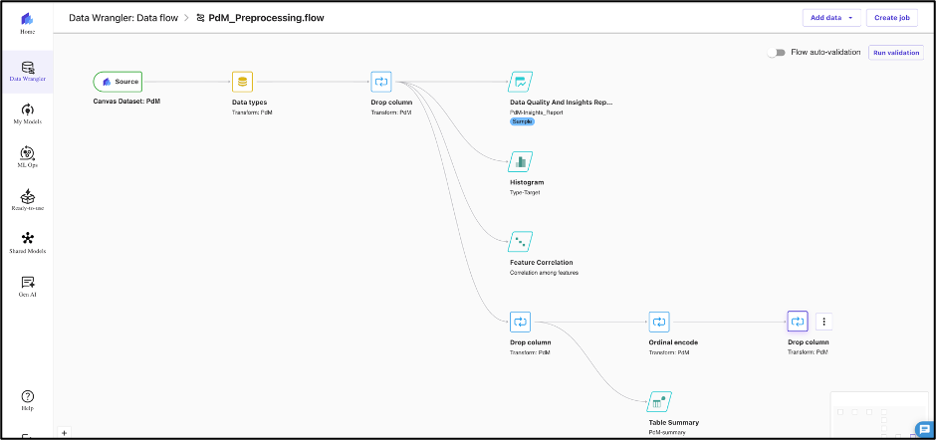 Data Wrangler: Data flow > PdM_Preprocessing.flow
Add data
Create job
Home
Data Wrangler
My Models
ML Ops
Ready-to-use
Shared Models
Gen AI
Help
Flow auto-validation
Run validation
Source
Canvas Dataset: PdM
Data types
Transform: PdM
Drop column
Transform: PdM
Data Quality And Insights Rep...
PdM-Insights_Report
Sample
Histogram
Type-Target
Feature Correlation
Correlation among features
Drop column
Transform: PdM
Ordinal encode
Transform: PdM
Drop column
Transform: PdM
Table Summary
PdM-summary